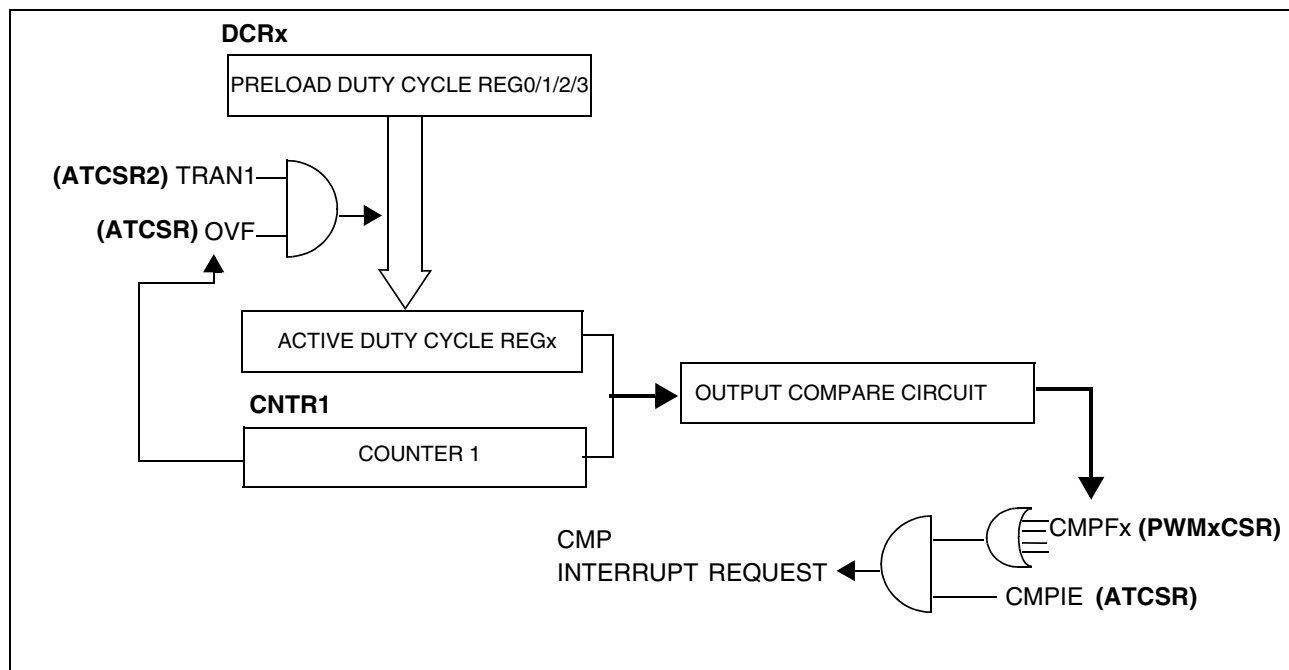 DCRx
PRELOAD DUTY CYCLE REG0/1/2/3
(ATCSR2) TRAN1
(ATCSR) OVF
ACTIVE DUTY CYCLE REGx
CNTR1
OUTPUT COMPARE CIRCUIT
COUNTER 1
CMPFx (PWMxCSR)
CMP
INTERRUPT REQUEST
CMPIE (ATCSR)